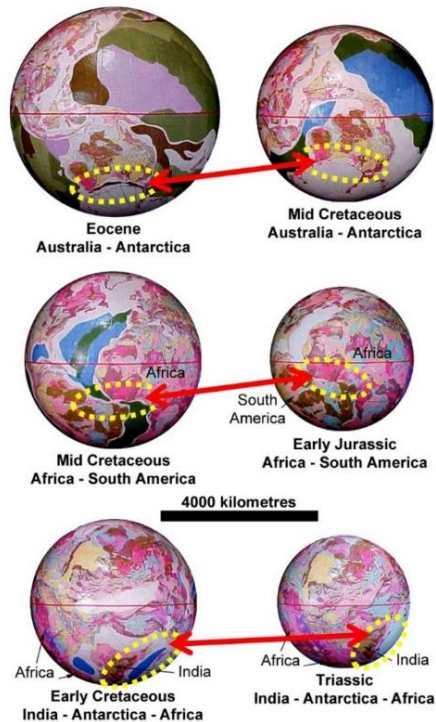 Eocene
Australia - Antarctica
Mid Cretaceous
Australia - Antarctica
Africa
Mid Cretaceous
Africa - South America
Africa
South
America
Early Jurassic
Africa - South America
4000 kilometres
Africa
India
Early Cretaceous
India - Antarctica - Africa
Africa
India
Triassic
India - Antarctica - Africa